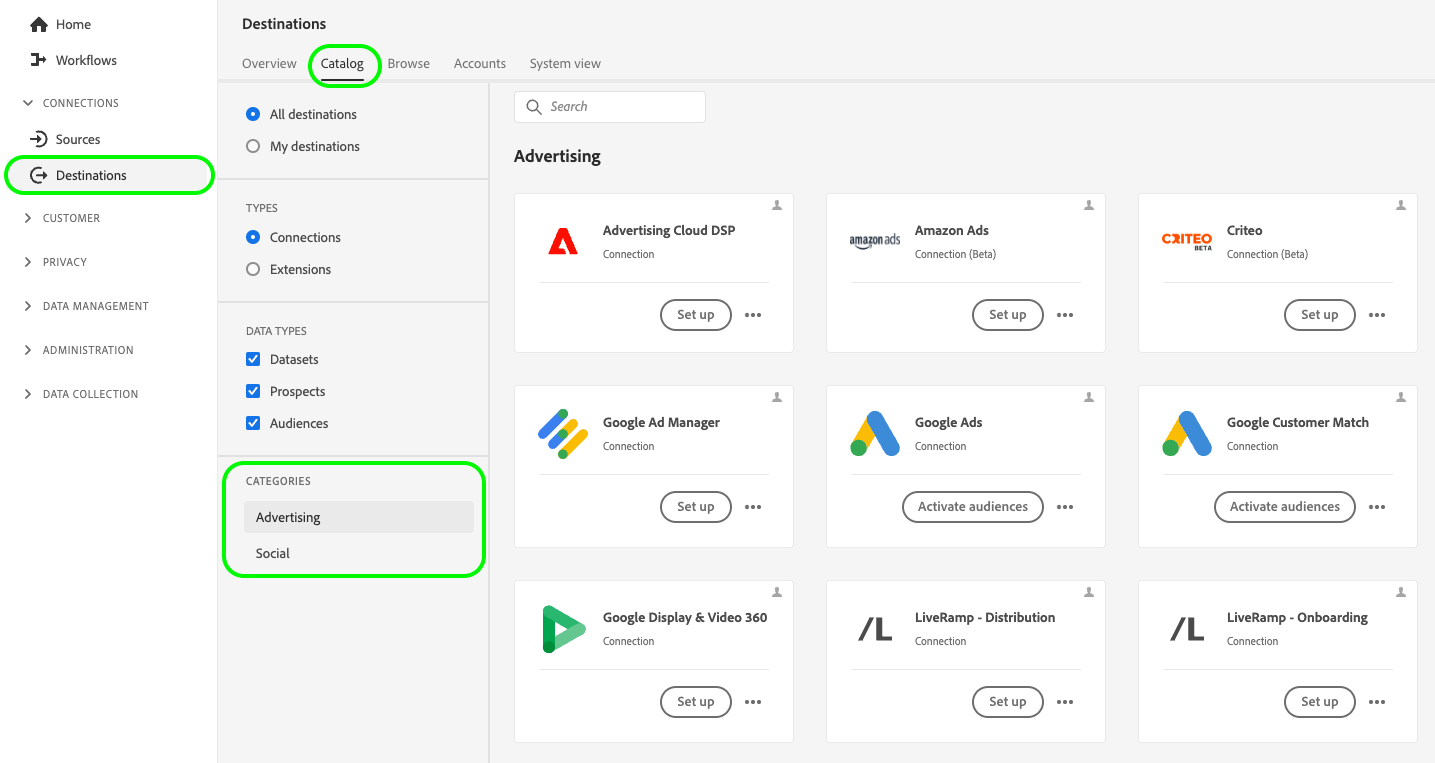 Home
Workflows
CONNECTIONS
Sources
Destinations
CUSTOMER
PRIVACY
DATA MANAGEMENT
ADMINISTRATION
DATA COLLECTION
Destinations
Overview Catalog Browse Accounts System view
All destinations
My destinations
TYPES
Connections
Extensions
DATA TYPES
Datasets
Prospects
Audiences
CATEGORIES
Advertising
Social
Search
Advertising
Advertising Cloud DSP
Connection
Set up
amazon ads
Amazon Ads
Connection (Beta)
Set up
CRITEO
BETA
Criteo
Connection (Beta)
Set up
Google Ad Manager
Connection
Set up
Google Ads
Connection
Activate audiences
Google Customer Match
Connection
Activate audiences
Google Display & Video 360
Connection
Set up
/L
LiveRamp - Distribution
Connection
Set up
/L
LiveRamp - Onboarding
Connection
Set up